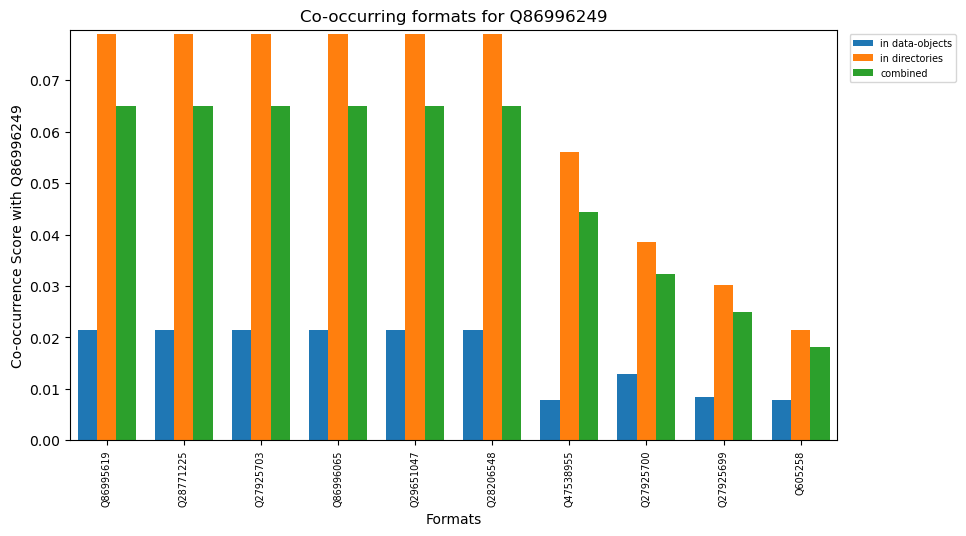 Co-occurring formats for Q86996249
in data-objects
in directories
combined
Co-occurrence Score with Q86996249
0.07
0.06
0.05
0.04
0.03
0.02
0.01
0.00
Q86995619
Q28771225
Q27925703
Q86996065
Q29651047
Q28206548
Q47538955
Q27925700
Q27925699
Q605258
Formats